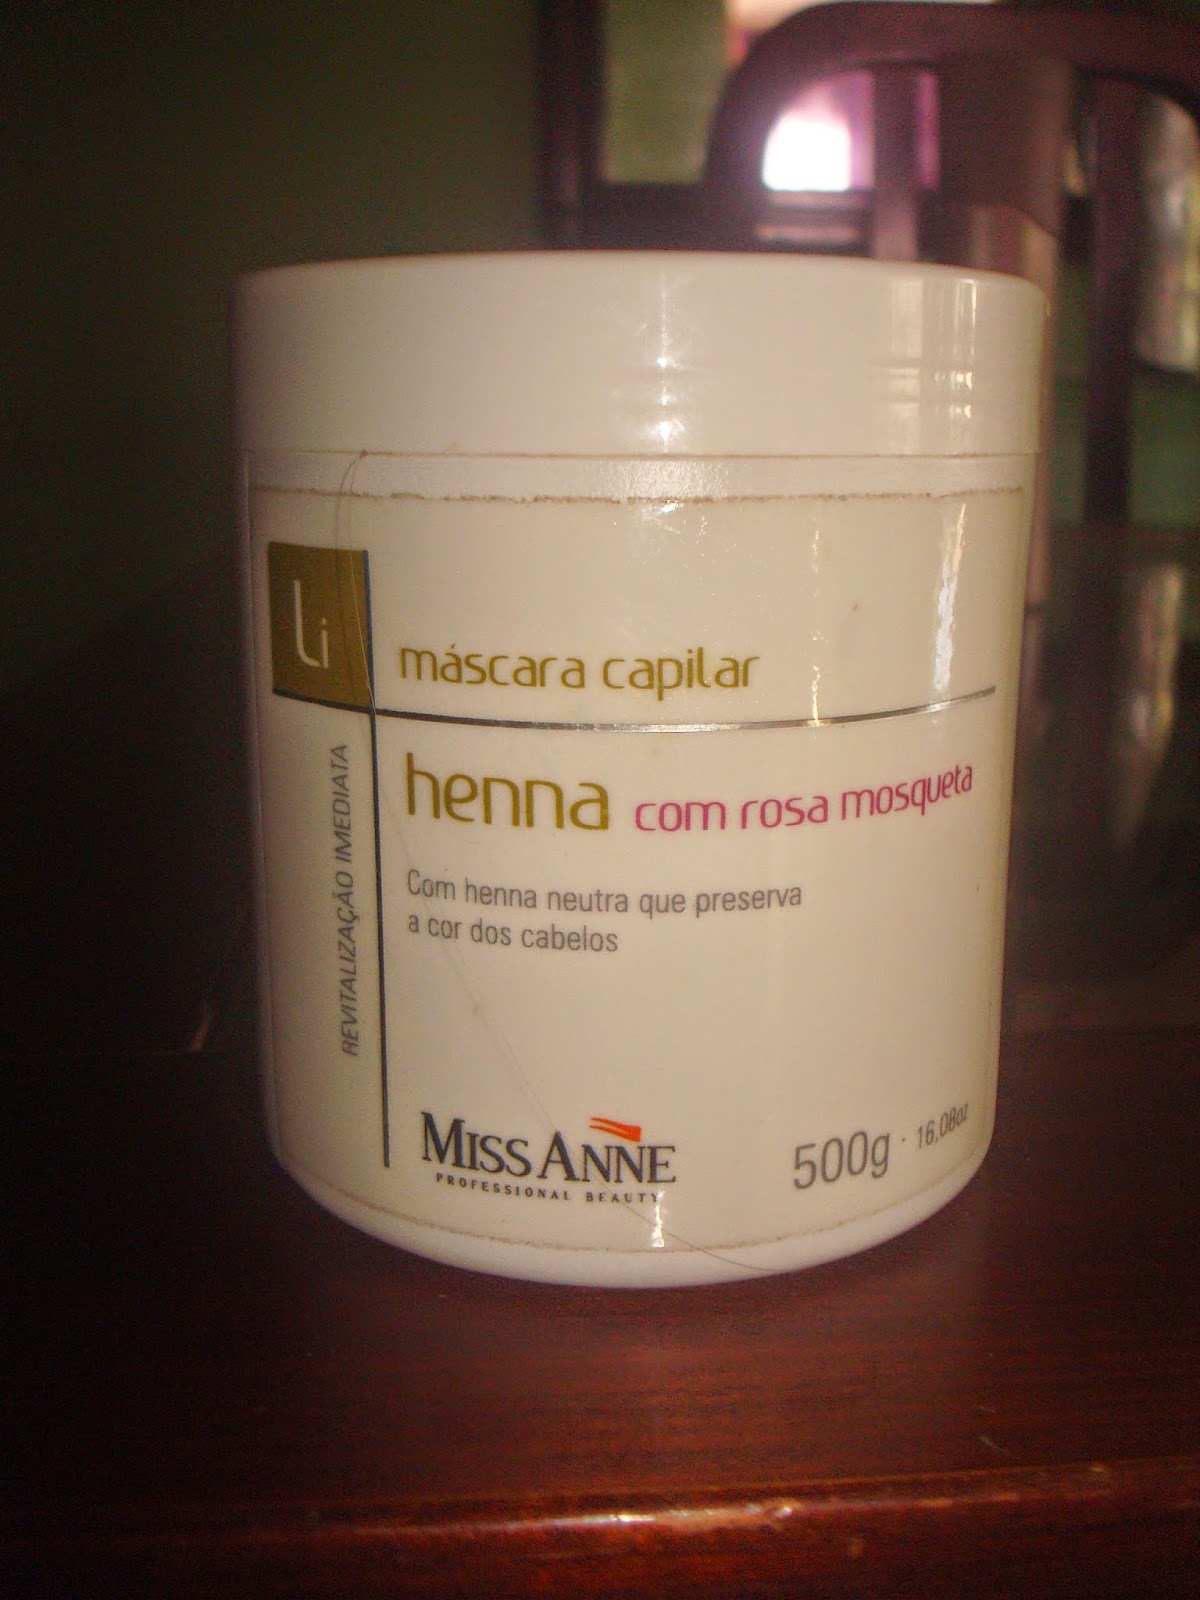 Li
máscara capilar
henna com rosa mosqueta
REVITALIZAÇÃO IMEDIATA
Com henna neutra que preserva
a cor dos cabelos
MISS ANNE
PROFESSIONAL BEAUTY
500g · 16,08oz